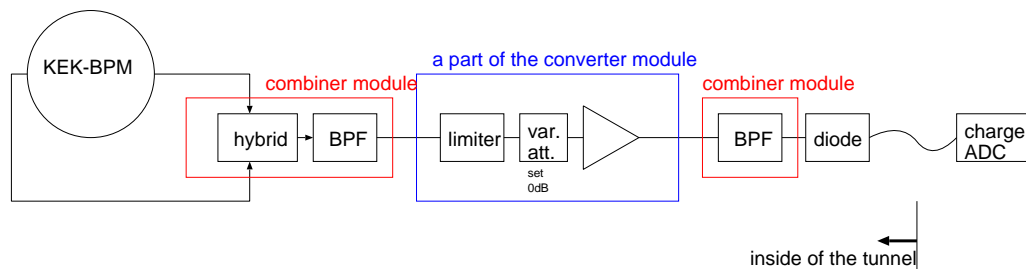 KEK-BPM
a part of the converter module
combiner module
combiner module
hybrid
BPF
limiter
var.
att.
set
0dB
BPF
diode
charge
ADC
inside of the tunnel